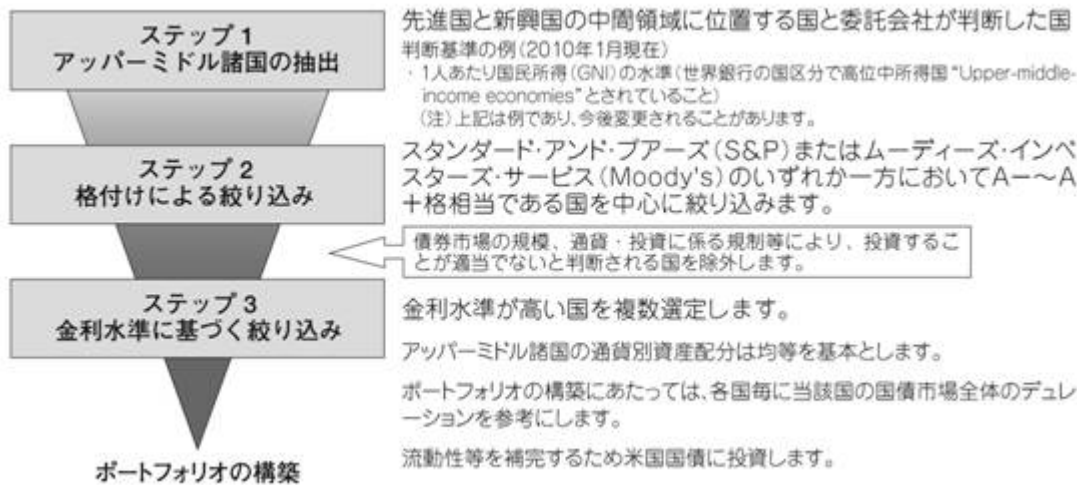 ステップ 1
アッパーミドル諸国の抽出
先進国と新興国の中間領域に位置する国と委託会社が判断した国
判断基準の例(2010年1月現在)
・1人あたり国民所得(GNI)の水準(世界銀行の国区分で高位中所得国 “Upper-middle-
income economies”とされていること)
(注)上記は例であり、今後変更されることがあります。
ステップ 2
格付けによる絞り込み
スタンダード・アンド・プアーズ(S&P)またはムーディーズ・インベ
スターズ・サービス(Moody's)のいずれか一方においてA-~A
+格相当である国を中心に絞り込みます。
債券市場の規模、通貨・投資に係る規制等により、投資するこ
とが適当でないと判断される国を除外します。
ステップ 3
金利水準に基づく絞り込み
金利水準が高い国を複数選定します。
アッパーミドル諸国の通貨別資産配分は均等を基本とします。
ポートフォリオの構築にあたっては、各国毎に当該国の国債市場全体のデュレ
ーションを参考にします。
流動性等を補完するため米国国債に投資します。
ポートフォリオの構築